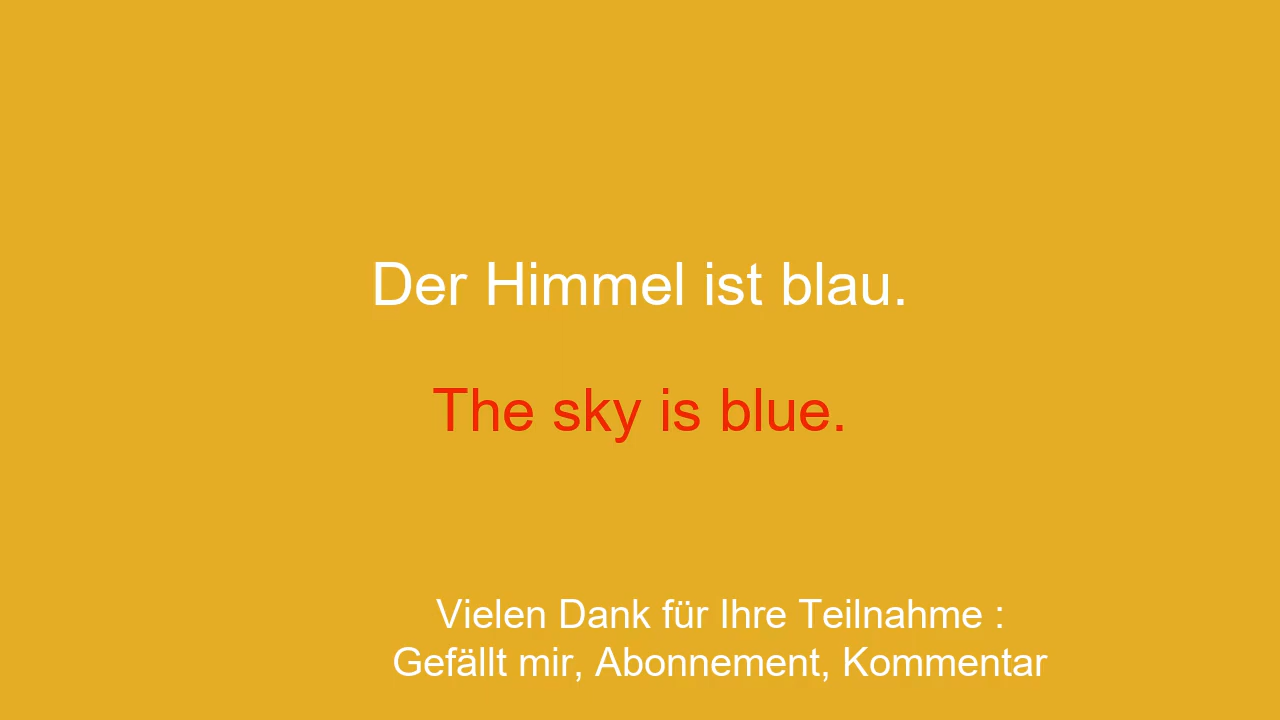 Der Himmel ist blau.
The sky is blue.
Vielen Dank für Ihre Teilnahme :
Gefällt mir, Abonnement, Kommentar